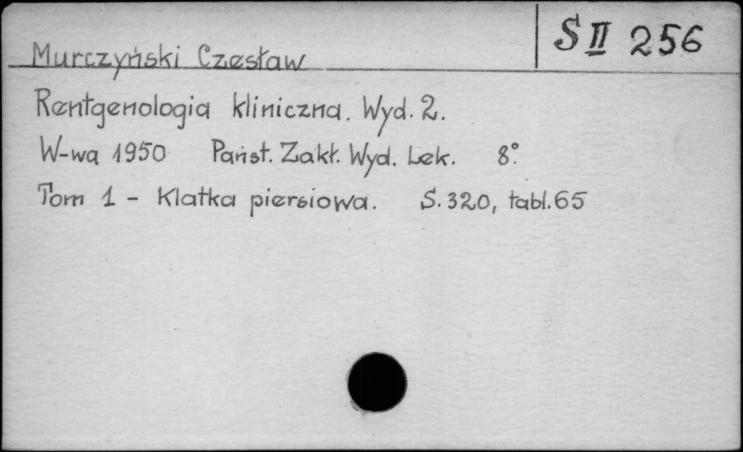 S II 256
Murczyński Czesław
Rentgenologia kliniczna. Wyd. 2.
W-wa 1950 Państ. Zakł. Wyd. Lek. 8°
Tom 1 - Klatka piersiowa. S. 320, tabl. 65